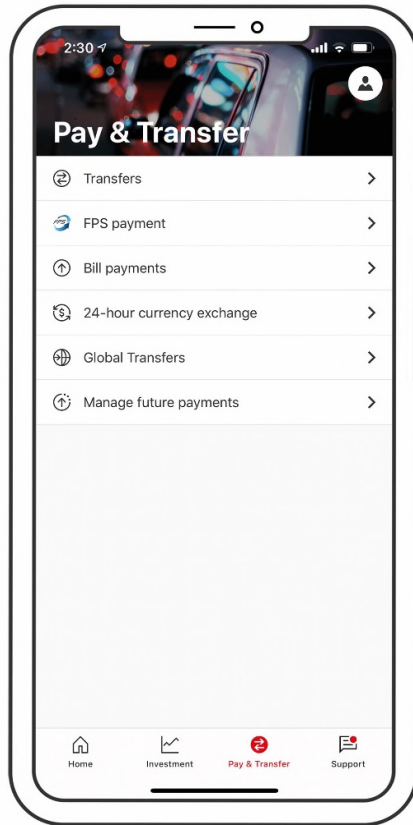 2:30
Pay & Transfer
Transfers
FPS FPS payment
Bill payments
$ 24-hour currency exchange
Global Transfers
Manage future payments
Home Investment Pay & Transfer Support